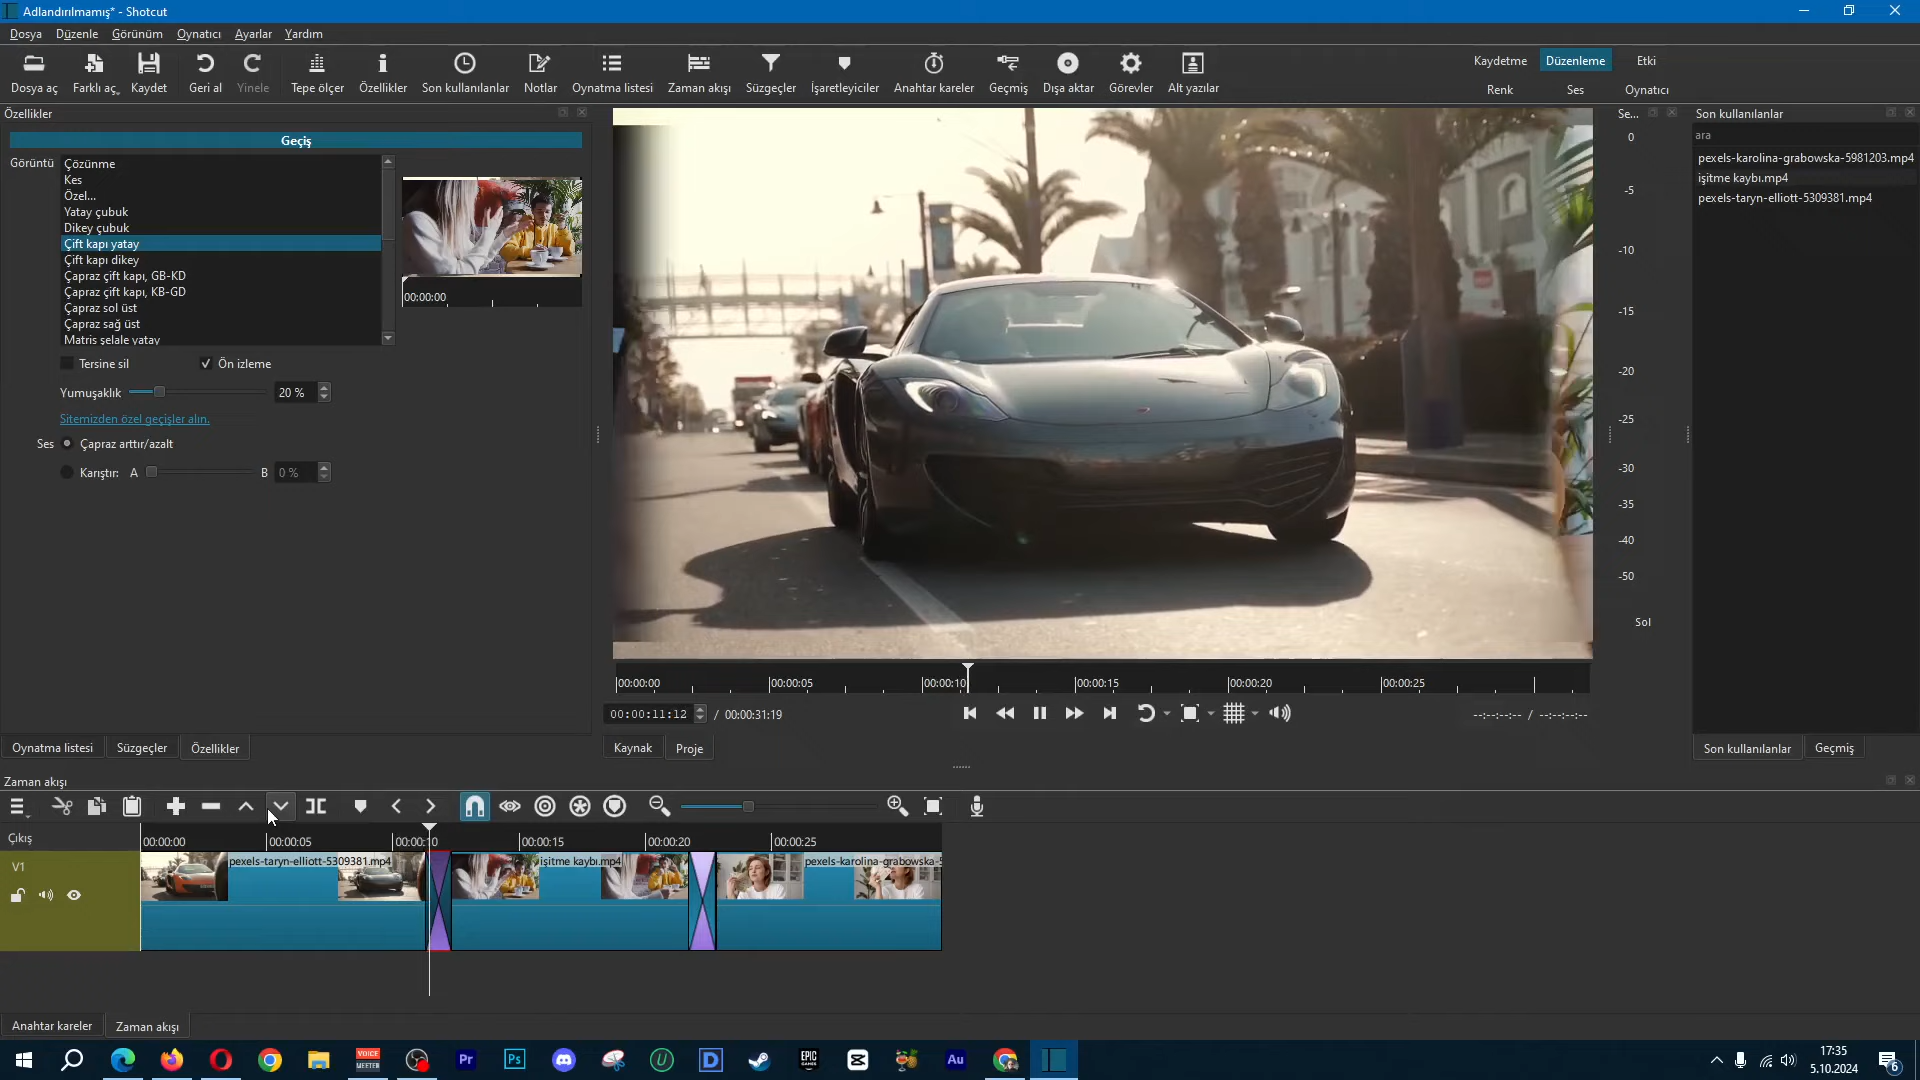 Adlandırılmamış* - Shotcut
Dosya Düzenle Görünüm Oynatıcı Ayarlar Yardım
Dosya aç Farklı aç, Kaydet Geri al Yinele Tepe ölçer Özellikler Son kullanılanlar Notlar Oynatma listesi Zaman akışı Süzgeçler İşaretleyiciler Anahtar kareler Geçmiş Dışa aktar Görevler Alt yazılar
Kaydetme Düzenleme Etki
Renk Ses Oynatıcı
Özellikler
Geçiş
Görüntü
Çözünme
Kes
Özel...
Yatay çubuk
Dikey çubuk
Çift kapı yatay
Çift kapı dikey
Çapraz çift kapı, GB-KD
Çapraz çift kapı, KB-GD
Çapraz sol üst
Çapraz sağ üst
Matris şelale yatay
00:00:00
Tersine sil Ön izleme
Yumuşaklık 20 %
Sitemizden özel geçişler alın.
Ses Çapraz arttır/azalt
Karıştır: A B 0 %
Se...
0
-5
-10
-15
-20
-25
-30
-35
-40
-50
Sol
Son kullanılanlar
ara
pexels-karolina-grabowska-5981203.mp4
işitme kaybı.mp4
pexels-taryn-elliott-5309381.mp4
00:00:00 00:00:05 00:00:10 00:00:15 00:00:20 00:00:25
00:00:11:12 / 00:00:31:19 --:--:--:-- / --:--:--:--
Oynatma listesi Süzgeçler Özellikler
Kaynak Proje
Son kullanılanlar Geçmiş
Zaman akışı
Çıkış
00:00:00 00:00:05 00:00:10 00:00:15 00:00:20 00:00:25
V1
pexels-taryn-elliott-5309381.mp4 işitme kaybı.mp4 pexels-karolina-grabowska-5
Anahtar kareler Zaman akışı
VOICE
MEETER
Pr Ps U D EPIC
GAMES
Au
17:35
5.10.2024
6